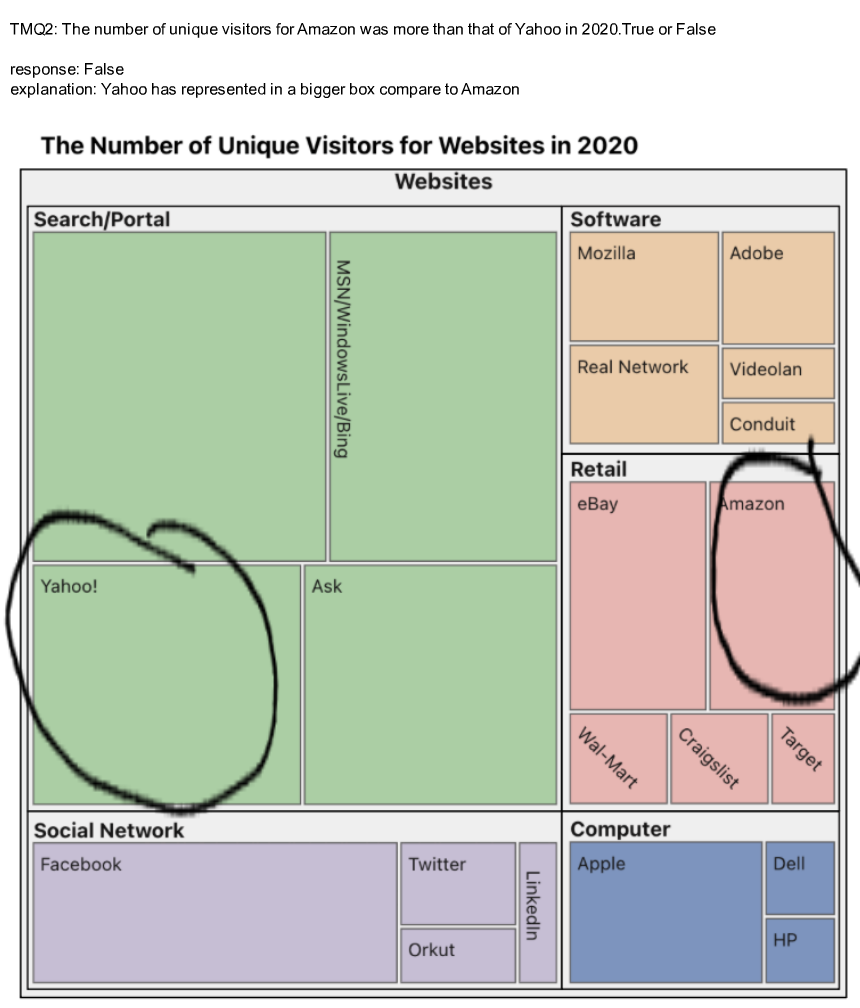 TMQ2: The number of unique visitors for Amazon was more than that of Yahoo in 2020.True or False
response: False
explanation: Yahoo has represented in a bigger box compare to Amazon
The Number of Unique Visitors for Websites in 2020
Websites
Search/Portal
MSN/WindowsLive/Bing
Yahoo!
Ask
Software
Mozilla
Adobe
Real Network
Videolan
Conduit
Retail
eBay
Amazon
Wal-Mart
Craigslist
Target
Social Network
Facebook
Twitter
LinkedIn
Orkut
Computer
Apple
Dell
HP